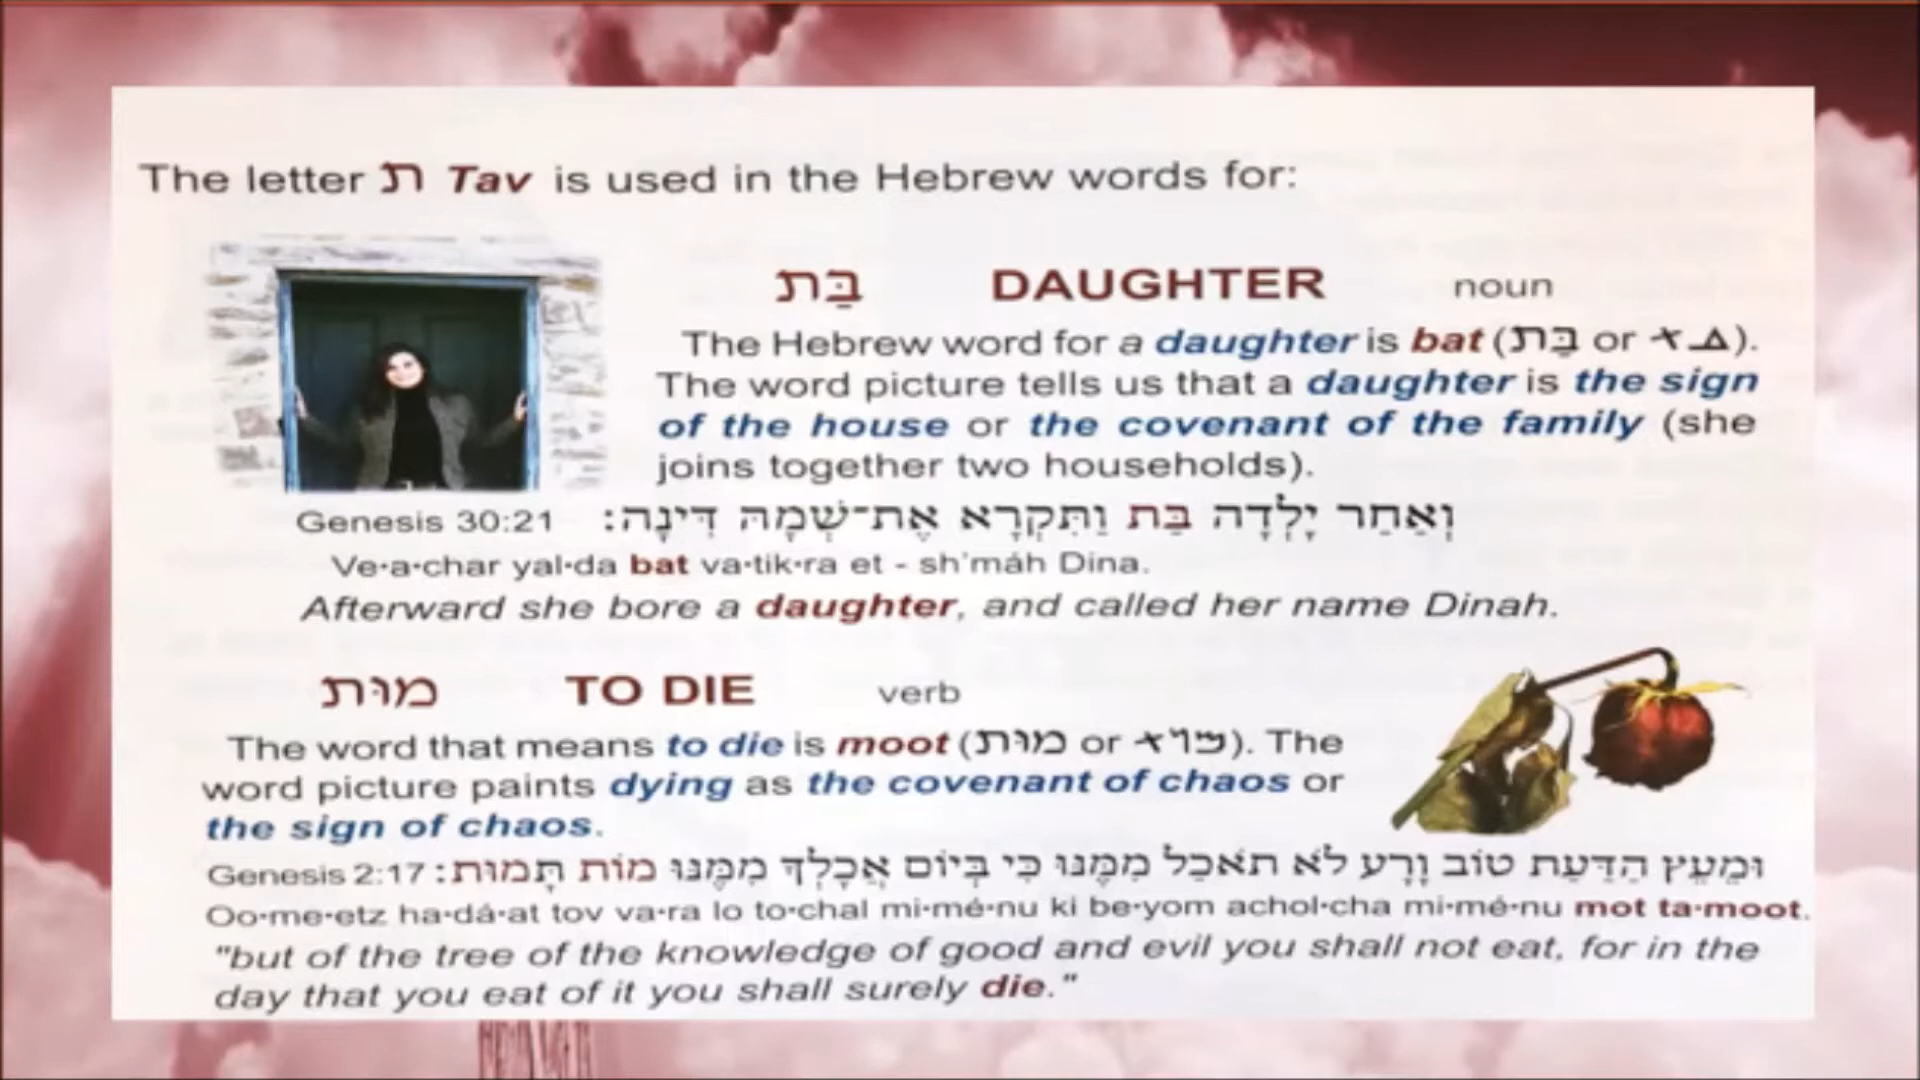 The letter ת Tav is used in the Hebrew words for:
בַּת DAUGHTER noun
The Hebrew word for a daughter is bat (בַּת or ).
The word picture tells us that a daughter is the sign
of the house or the covenant of the family (she
joins together two households).
Genesis 30:21 וְאַחַר יָלְדָה בַּת וַתִּקְרָא אֶת־שְׁמָהּ דִּינָה:
Ve·a·char yal·da bat va·tik·ra et - sh'máh Dina.
Afterward she bore a daughter, and called her name Dinah.
מוּת TO DIE verb
The word that means to die is moot (מוּת or ). The
word picture paints dying as the covenant of chaos or
the sign of chaos.
Genesis 2:17 וּמֵעֵץ הַדַּעַת טוֹב וָרָע לֹא תֹאכַל מִמֶּנּוּ כִּי בְּיוֹם אֲכָלְךָ מִמֶּנּוּ מוֹת תָּמוּת:
Oo·me·etz ha·dá·at tov va·ra lo to·chal mi·mé·nu ki be·yom achol·cha mi·mé·nu mot ta·moot.
"but of the tree of the knowledge of good and evil you shall not eat, for in the
day that you eat of it you shall surely die."